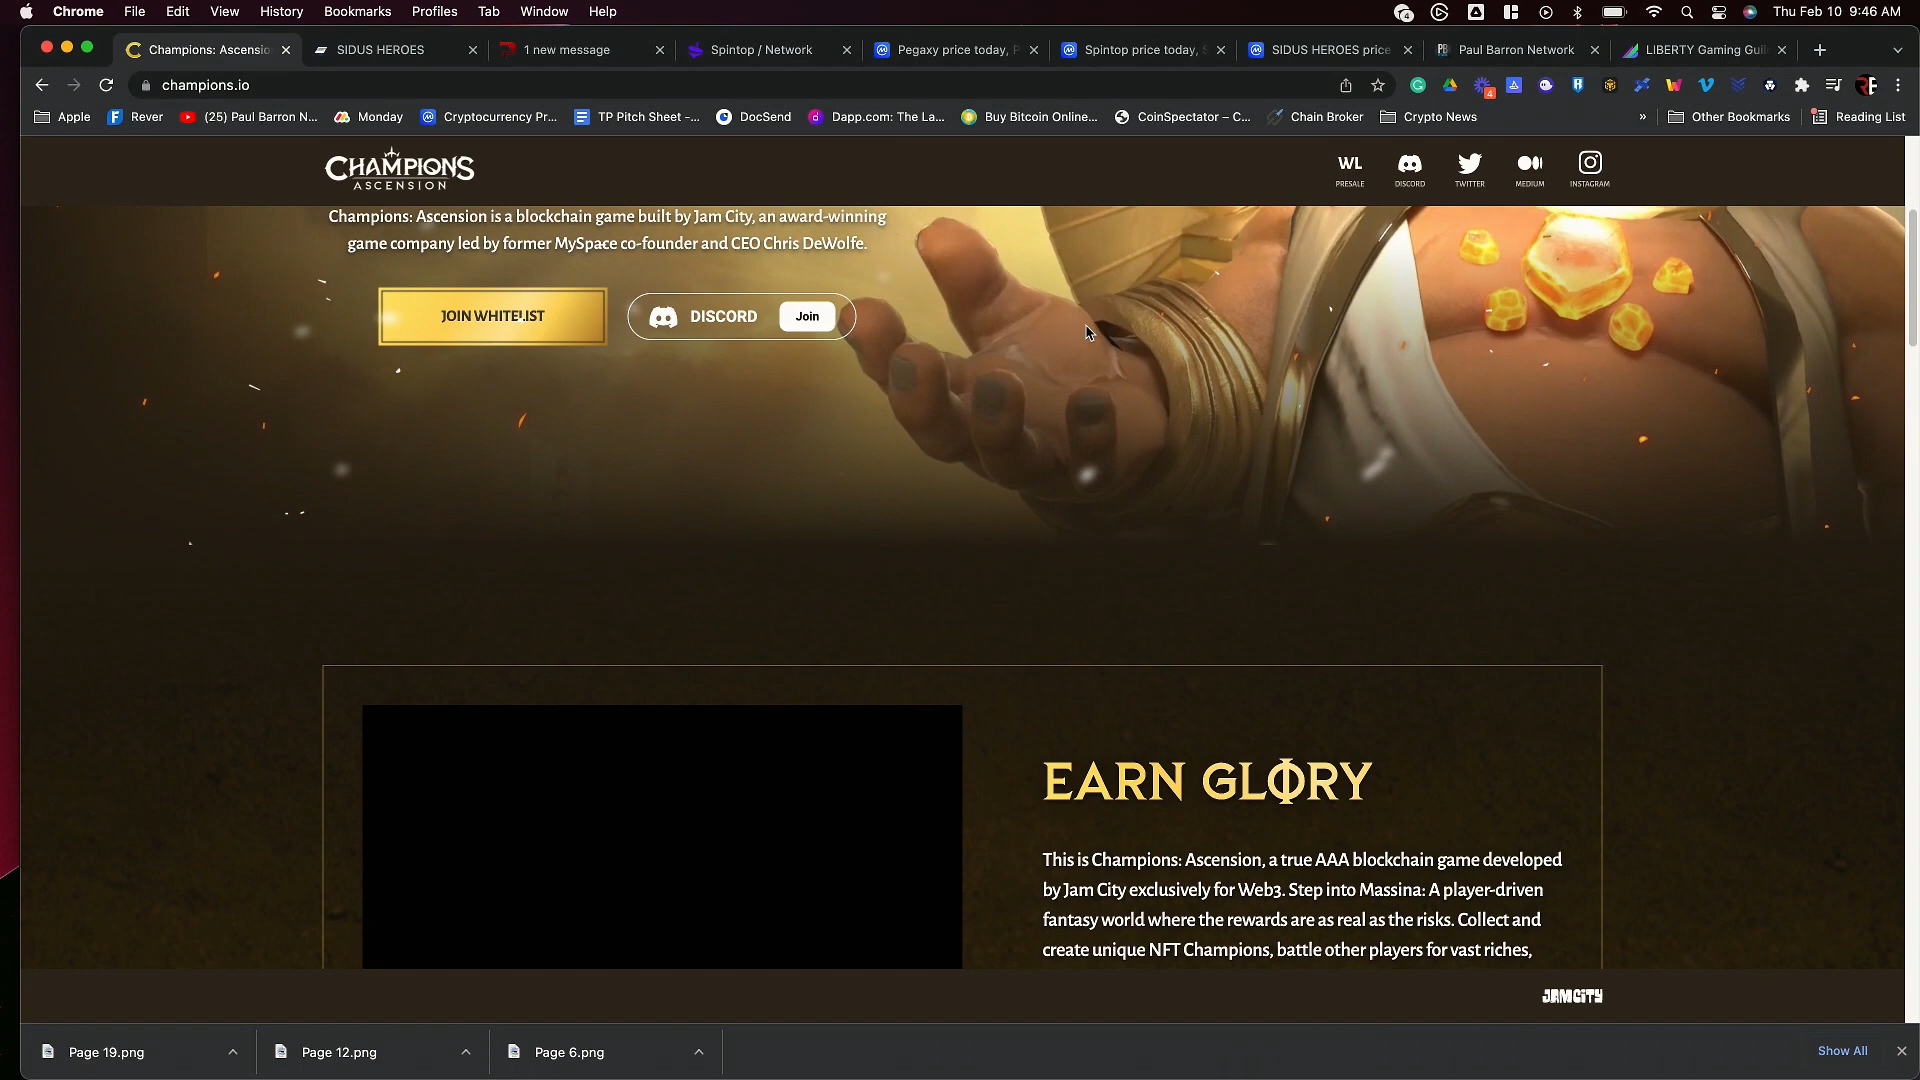 Chrome File Edit View History Bookmarks Profiles Tab Window Help
4
Thu Feb 10 9:46 AM
Champions: Ascensio
SIDUS HEROES
1 new message
Spintop / Network
Pegaxy price today, P
Spintop price today, S
SIDUS HEROES price
PB Paul Barron Network
LIBERTY Gaming Guil
champions.io
4
Apple
Rever
(25) Paul Barron N...
Monday
Cryptocurrency Pr...
TP Pitch Sheet -...
DocSend
Dapp.com: The La...
Buy Bitcoin Online...
CoinSpectator – C...
Chain Broker
Crypto News
»
Other Bookmarks
Reading List
CHAMPIONS
ASCENSION
WL
PRESALE
DISCORD
TWITTER
MEDIUM
INSTAGRAM
Champions: Ascension is a blockchain game built by Jam City, an award-winning
game company led by former MySpace co-founder and CEO Chris DeWolfe.
JOIN WHITELIST
DISCORD
Join
EARN GLORY
This is Champions: Ascension, a true AAA blockchain game developed
by Jam City exclusively for Web3. Step into Massina: A player-driven
fantasy world where the rewards are as real as the risks. Collect and
create unique NFT Champions, battle other players for vast riches,
JAMCITY
Page 19.png
Page 12.png
Page 6.png
Show All